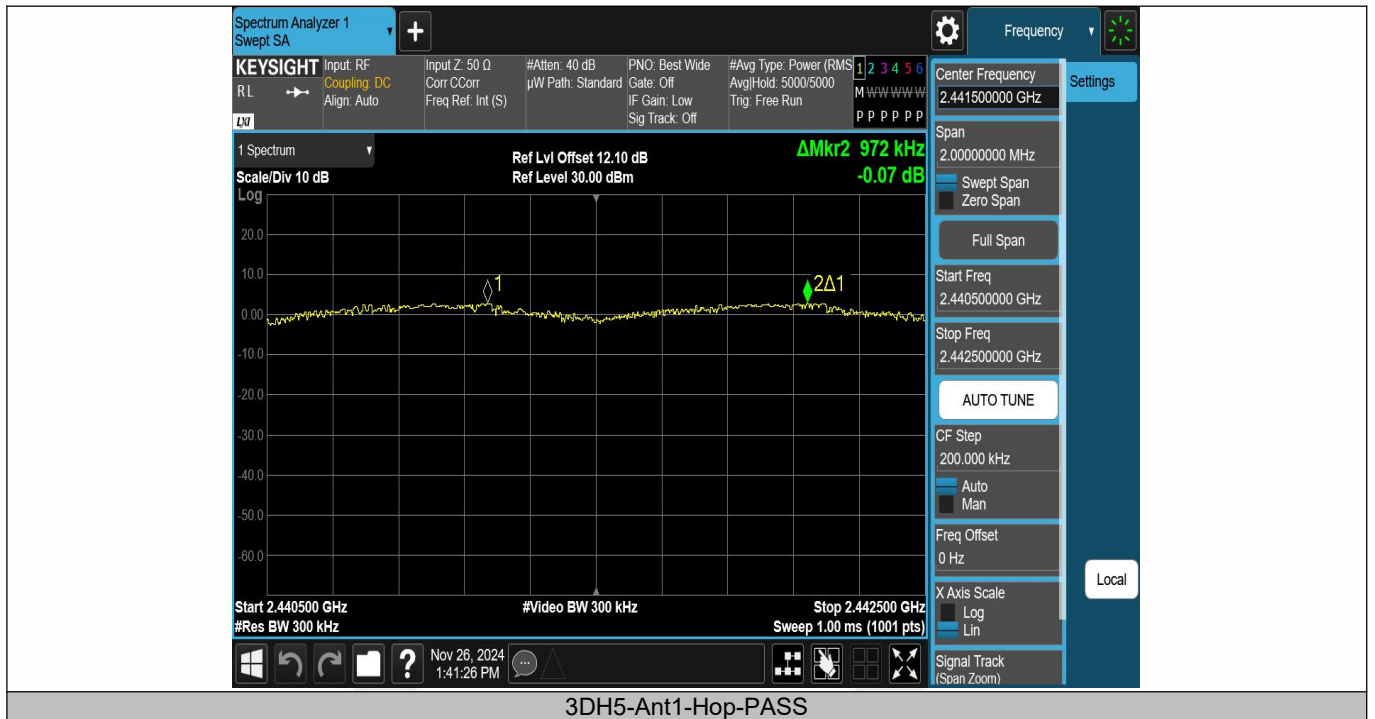 Spectrum Analyzer 1
Swept SA
+
Frequency
KEYSIGHT
RL
LXI
Input: RF
Coupling: DC
Align: Auto
Input Z: 50 Ω
Corr CCorr
Freq Ref: Int (S)
#Atten: 40 dB
µW Path: Standard
PNO: Best Wide
Gate: Off
IF Gain: Low
Sig Track: Off
#Avg Type: Power (RMS
Avg|Hold: 5000/5000
Trig: Free Run
1 2 3 4 5 6
M W W W W W
P P P P P P
1 Spectrum
Scale/Div 10 dB
Ref Lvl Offset 12.10 dB
Ref Level 30.00 dBm
ΔMkr2 972 kHz
-0.07 dB
Log
20.0
10.0
0.00
-10.0
-20.0
-30.0
-40.0
-50.0
-60.0
1
2Δ1
Start 2.440500 GHz
#Res BW 300 kHz
#Video BW 300 kHz
Stop 2.442500 GHz
Sweep 1.00 ms (1001 pts)
Center Frequency
2.441500000 GHz
Settings
Span
2.00000000 MHz
Swept Span
Zero Span
Full Span
Start Freq
2.440500000 GHz
Stop Freq
2.442500000 GHz
AUTO TUNE
CF Step
200.000 kHz
Auto
Man
Freq Offset
0 Hz
X Axis Scale
Log
Lin
Local
Signal Track
(Span Zoom)
?
Nov 26, 2024
1:41:26 PM
3DH5-Ant1-Hop-PASS